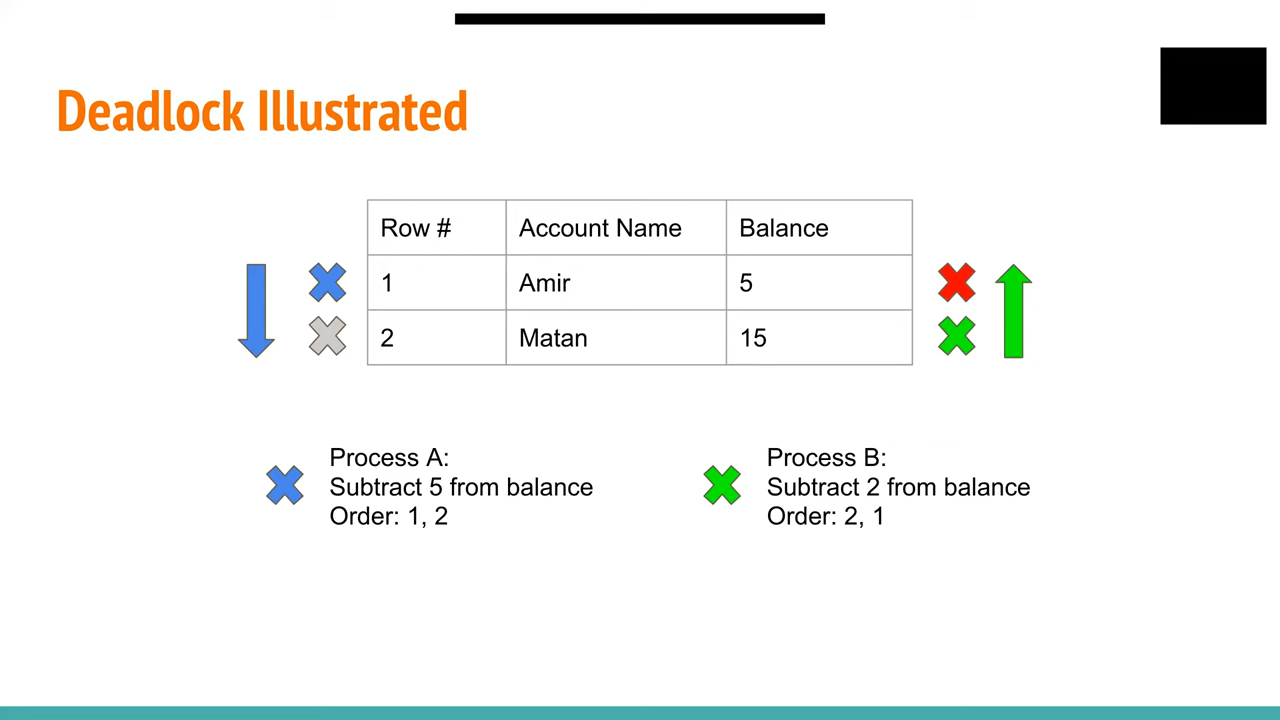 Deadlock Illustrated
Row # Account Name Balance
1 Amir 5
2 Matan 15
Process A:
Subtract 5 from balance
Order: 1, 2
Process B:
Subtract 2 from balance
Order: 2, 1